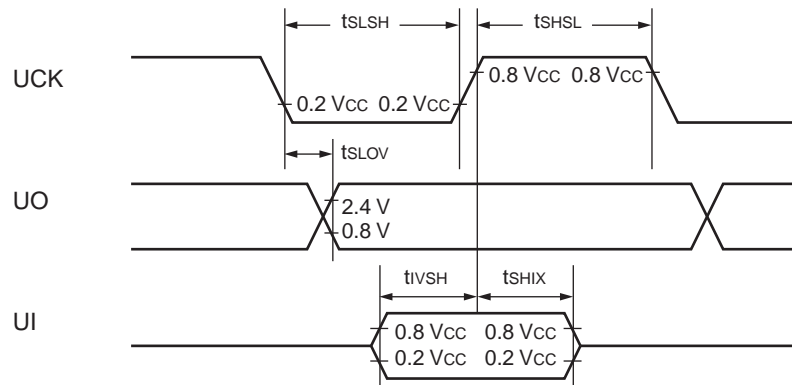 tSLSH
tSHSL
UCK
0.8 VCC 0.8 VCC
0.2 VCC 0.2 VCC
tSLOV
UO
2.4 V
0.8 V
tIVSH
tSHIX
UI
0.8 VCC 0.8 VCC
0.2 VCC 0.2 VCC